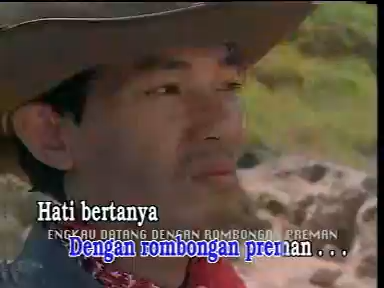 Hati bertanya
ENGKAU DATANG DENGAN ROMBONGAN PREMAN
Dengan rombongan preman . . .